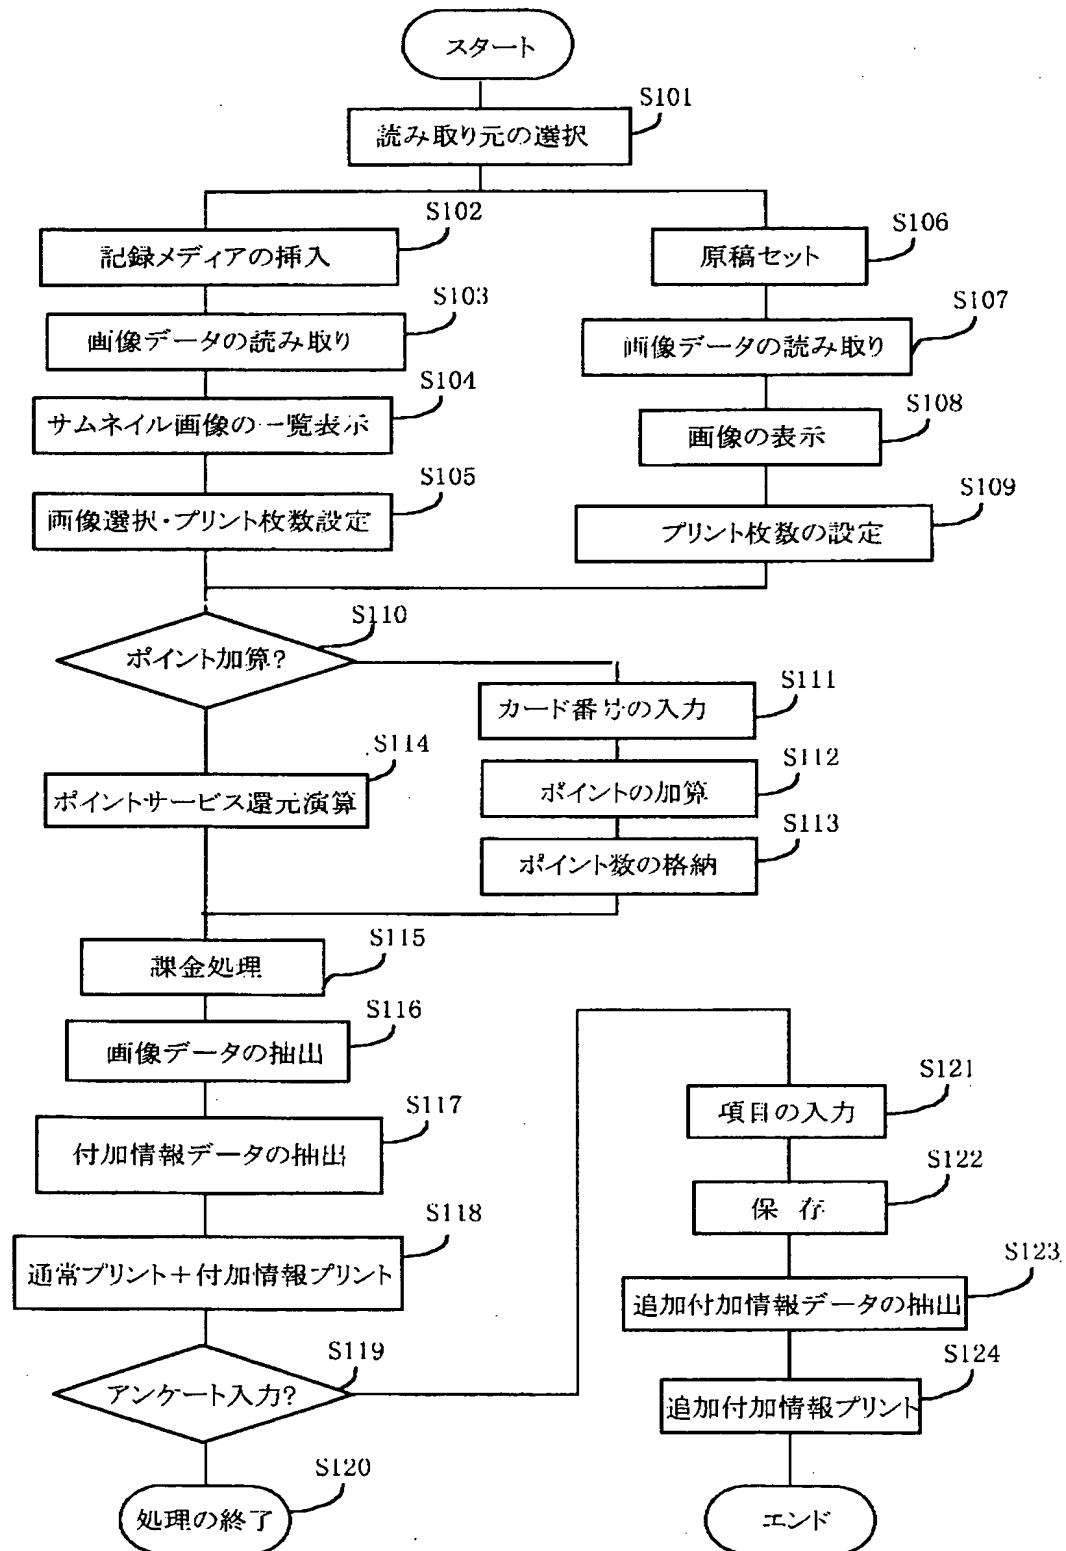 スタート
S101
読み取り元の選択
S102
記録メディアの挿入
S103
画像データの読み取り
S104
サムネイル画像の一覧表示
S105
画像選択・プリント枚数設定
S106
原稿セット
S107
画像データの読み取り
S108
画像の表示
S109
プリント枚数の設定
S110
ポイント加算?
S111
カード番号の入力
S112
ポイントの加算
S113
ポイント数の格納
S114
ポイントサービス還元演算
S115
課金処理
S116
画像データの抽出
S117
付加情報データの抽出
S118
通常プリント+付加情報プリント
S119
アンケート入力?
S120
処理の終了
S121
項目の入力
S122
保 存
S123
追加付加情報データの抽出
S124
追加付加情報プリント
エンド